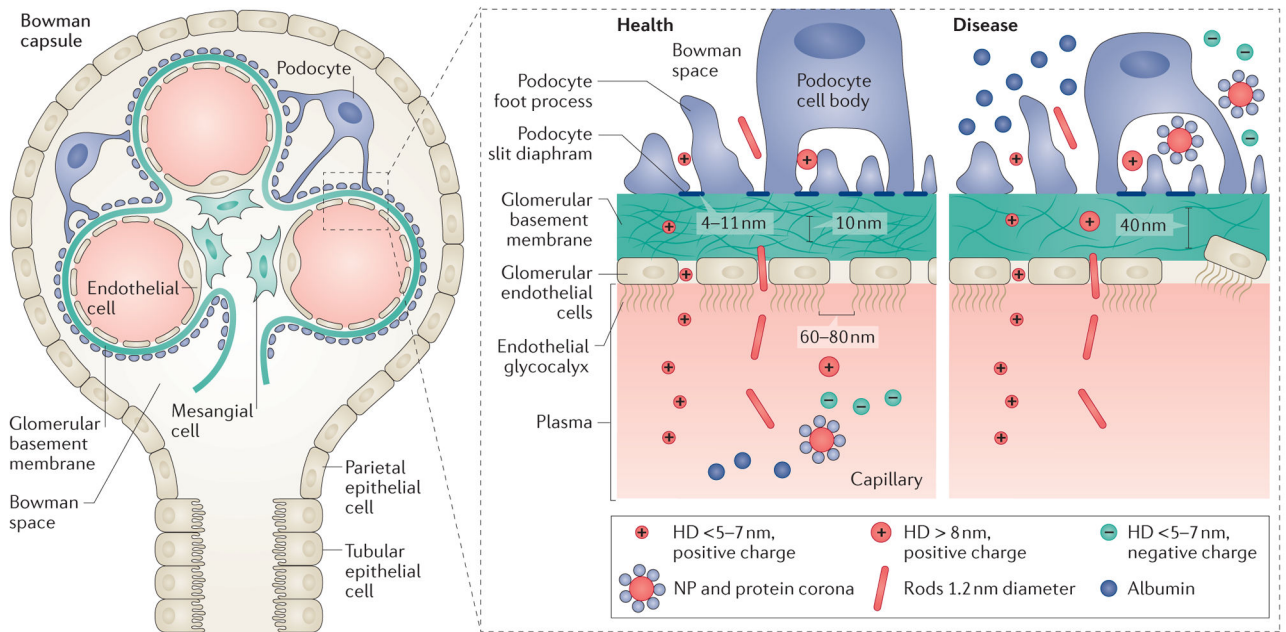 Bowman
capsule
Podocyte
Endothelial
cell
Mesangial
cell
Glomerular
basement
membrane
Bowman
space
Parietal
epithelial
cell
Tubular
epithelial
cell
Health
Bowman
space
Podocyte
foot process
Podocyte
cell body
Podocyte
slit diaphram
+
+
Glomerular
basement
membrane
4–11 nm
10 nm
+
Glomerular
endothelial
cells
+
Endothelial
glycocalyx
60–80 nm
+
+
+
+
+
− − −
Plasma
Capillary
Disease
−
−
−
+
+
+
+
40 nm
+
+
+
+
+
+ HD <5–7 nm,
positive charge
+ HD > 8 nm,
positive charge
− HD <5–7 nm,
negative charge
NP and protein corona
Rods 1.2 nm diameter
Albumin